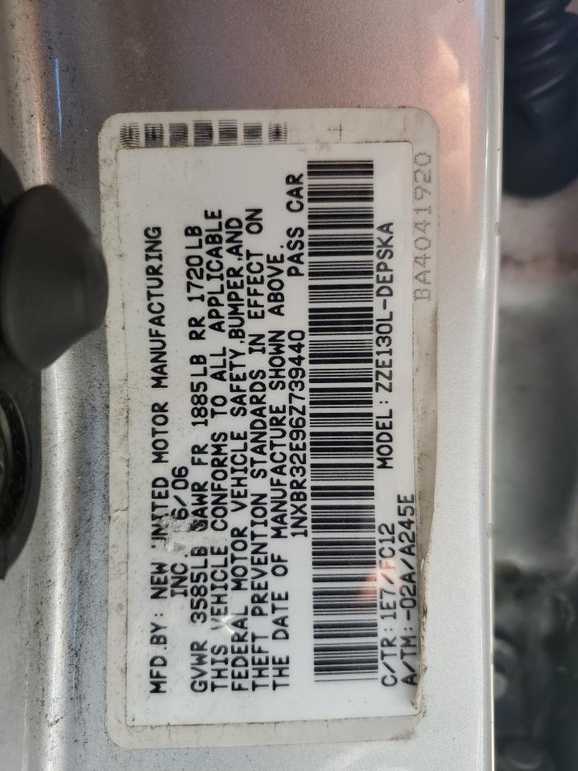 MFD.BY: NEW UNITED MOTOR MANUFACTURING
INC. 6/06
GVWR 3585LB GAWR FR 1885LB RR 1720LB
THIS VEHICLE CONFORMS TO ALL APPLICABLE
FEDERAL MOTOR VEHICLE SAFETY,BUMPER,AND
THEFT PREVENTION STANDARDS IN EFFECT ON
THE DATE OF MANUFACTURE SHOWN ABOVE.
1NXBR32E96Z739440 PASS CAR
C/TR: 1E7/FC12 MODEL: ZZE130L-DEPSKA
A/TM:-02A/A245E
BA4041920